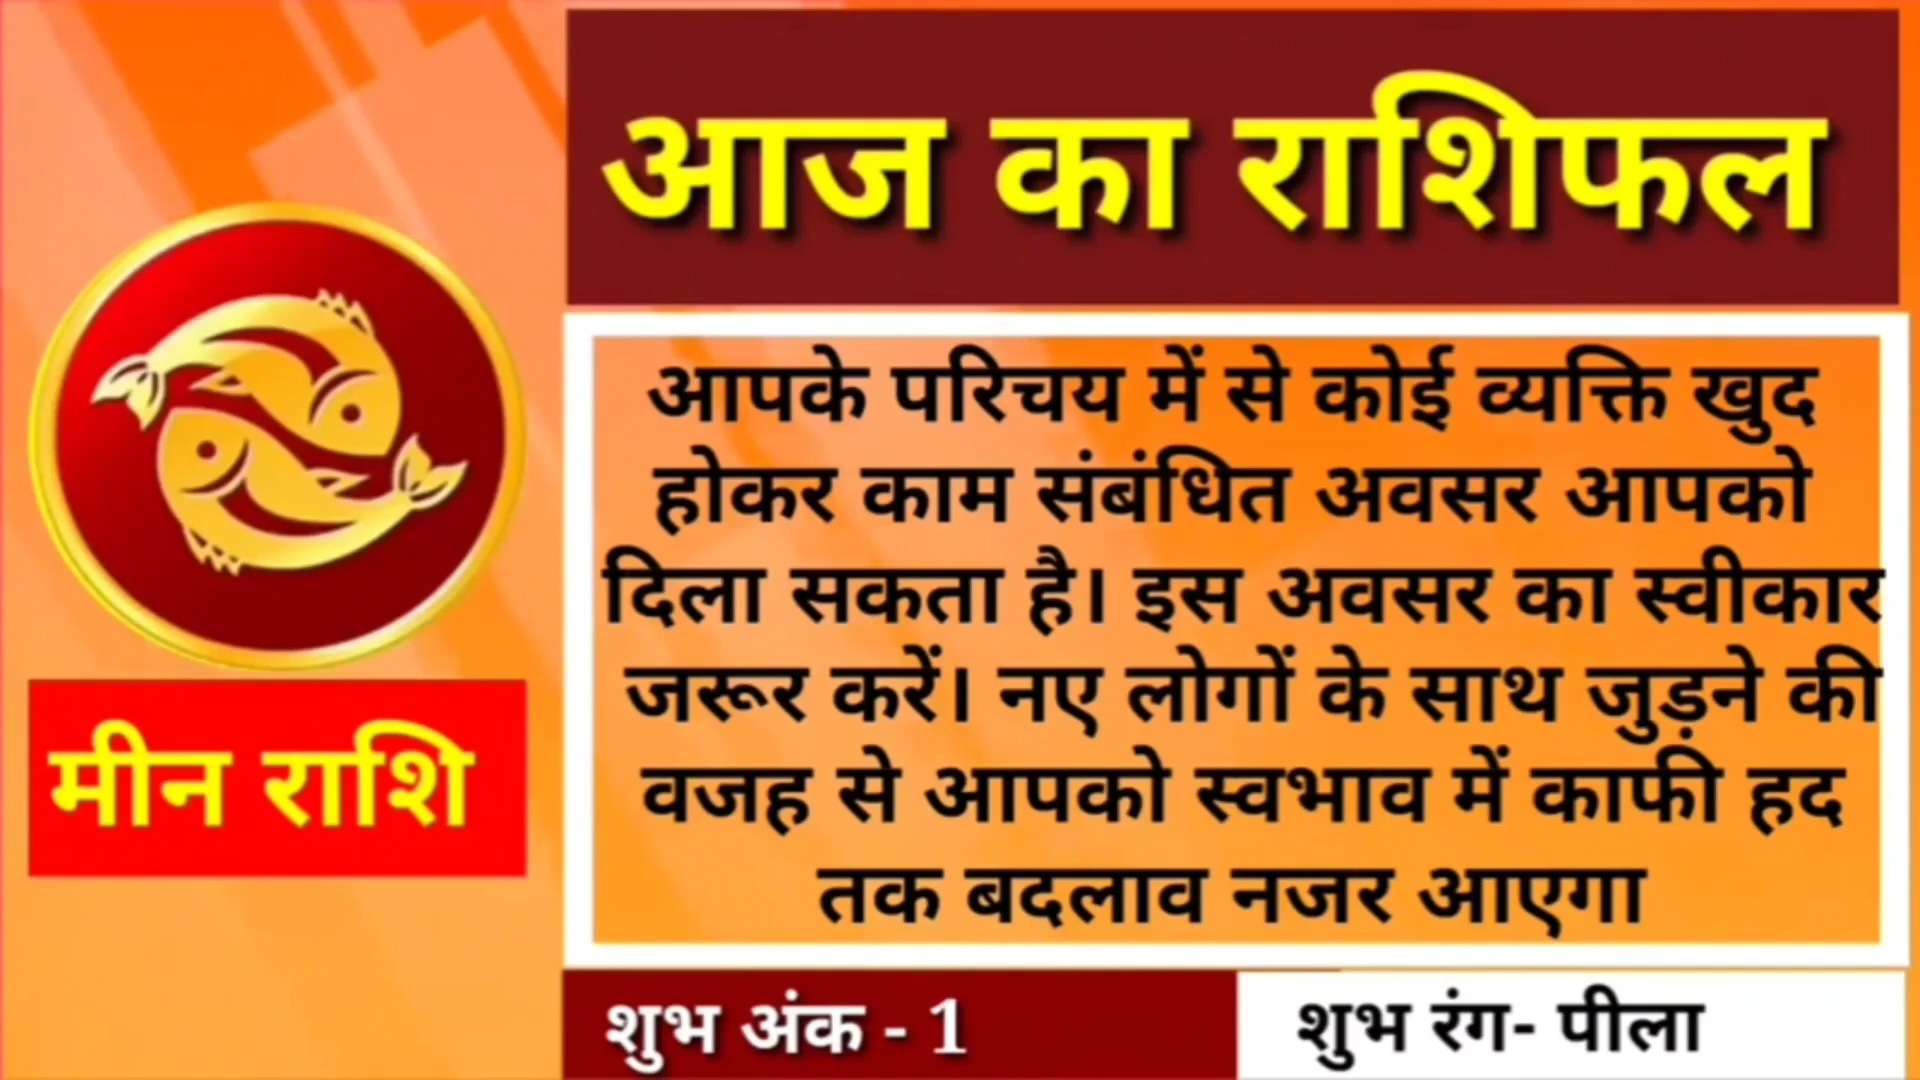 आज का राशिफल
आपके परिचय में से कोई व्यक्ति खुद
होकर काम संबंधित अवसर आपको
दिला सकता है। इस अवसर का स्वीकार
जरूर करें। नए लोगों के साथ जुड़ने की
वजह से आपको स्वभाव में काफी हद
तक बदलाव नजर आएगा
मीन राशि
शुभ अंक - 1
शुभ रंग- पीला